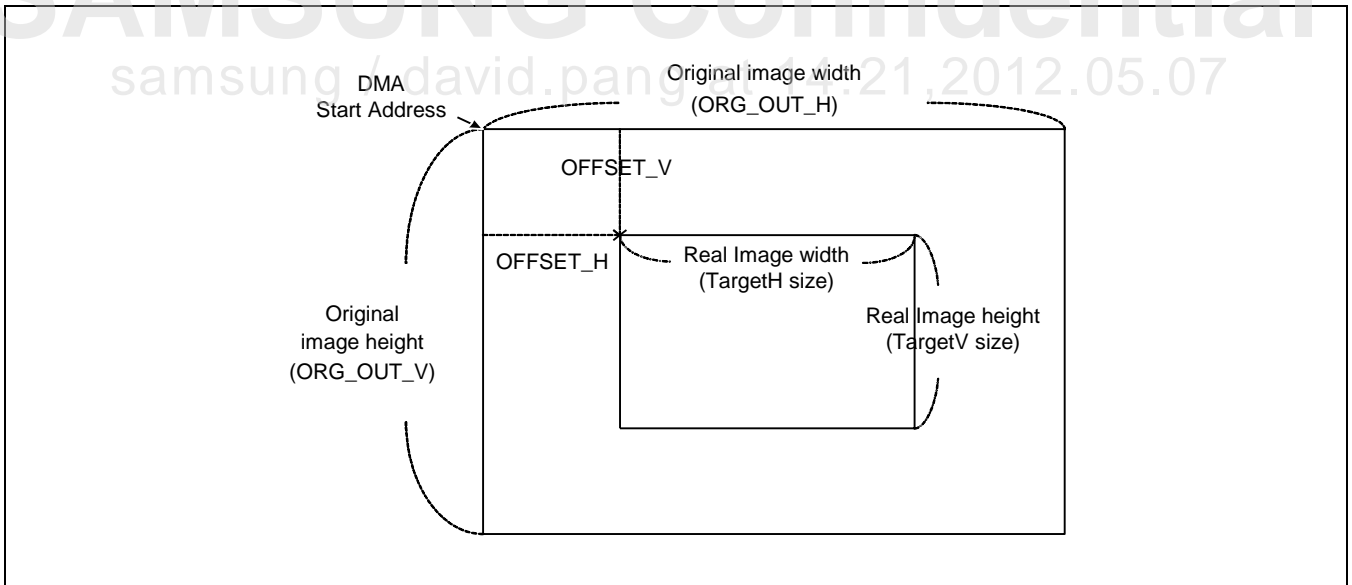 SAMSUNG Confidential
samsung / david.pang at 14:21,2012.05.07
DMA
Start Address
Original image width
(ORG_OUT_H)
OFFSET_V
OFFSET_H
Real Image width
(TargetH size)
Original
image height
(ORG_OUT_V)
Real Image height
(TargetV size)